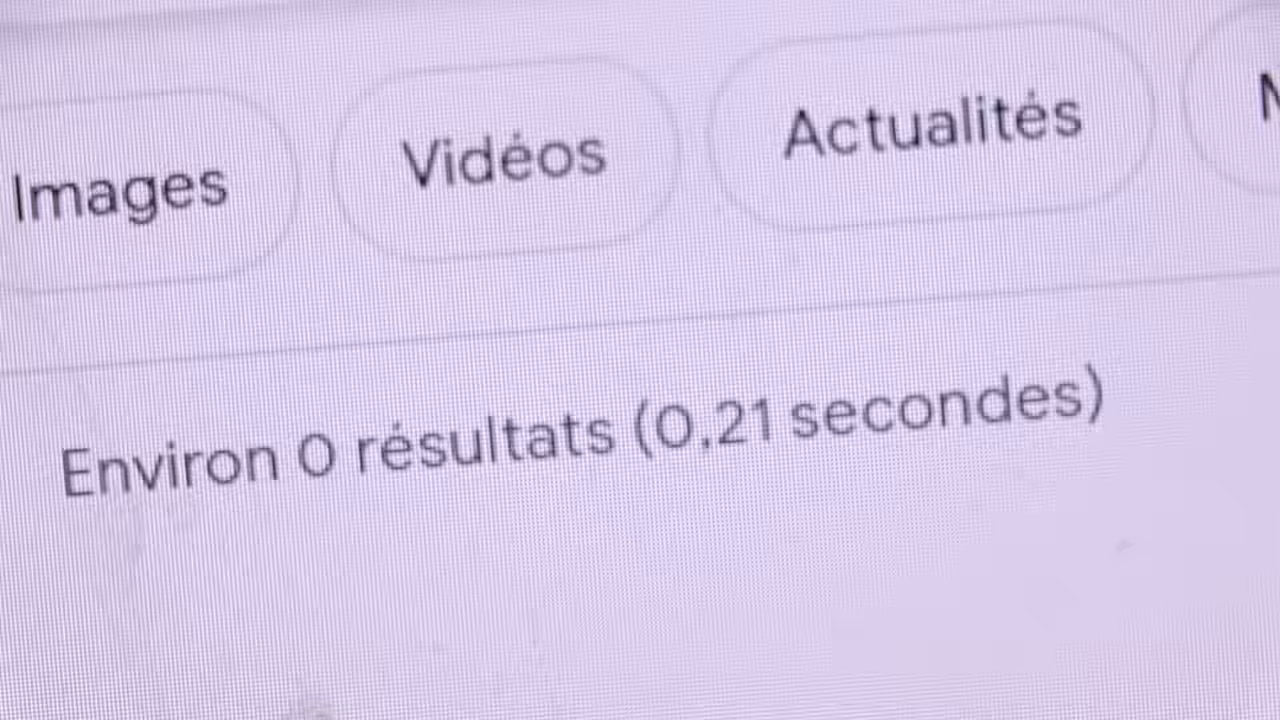 Images Vidéos Actualités
Environ 0 résultats (0,21 secondes)